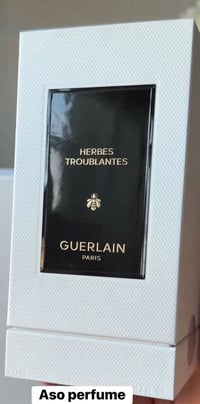 HERBES
TROUBLANTES
GUERLAIN
PARIS
Aso perfume